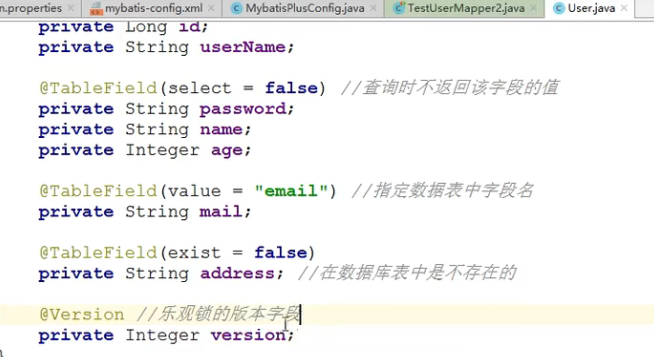 n.properties mybatis-config.xml MybatisPlusConfig.java TestUserMapper2.java User.java
private Long id;
private String userName;
@TableField(select = false) //查询时不返回该字段的值
private String password;
private String name;
private Integer age;
@TableField(value = "email") //指定数据表中字段名
private String mail;
@TableField(exist = false)
private String address; //在数据库表中是不存在的
@Version //乐观锁的版本字段
private Integer version;